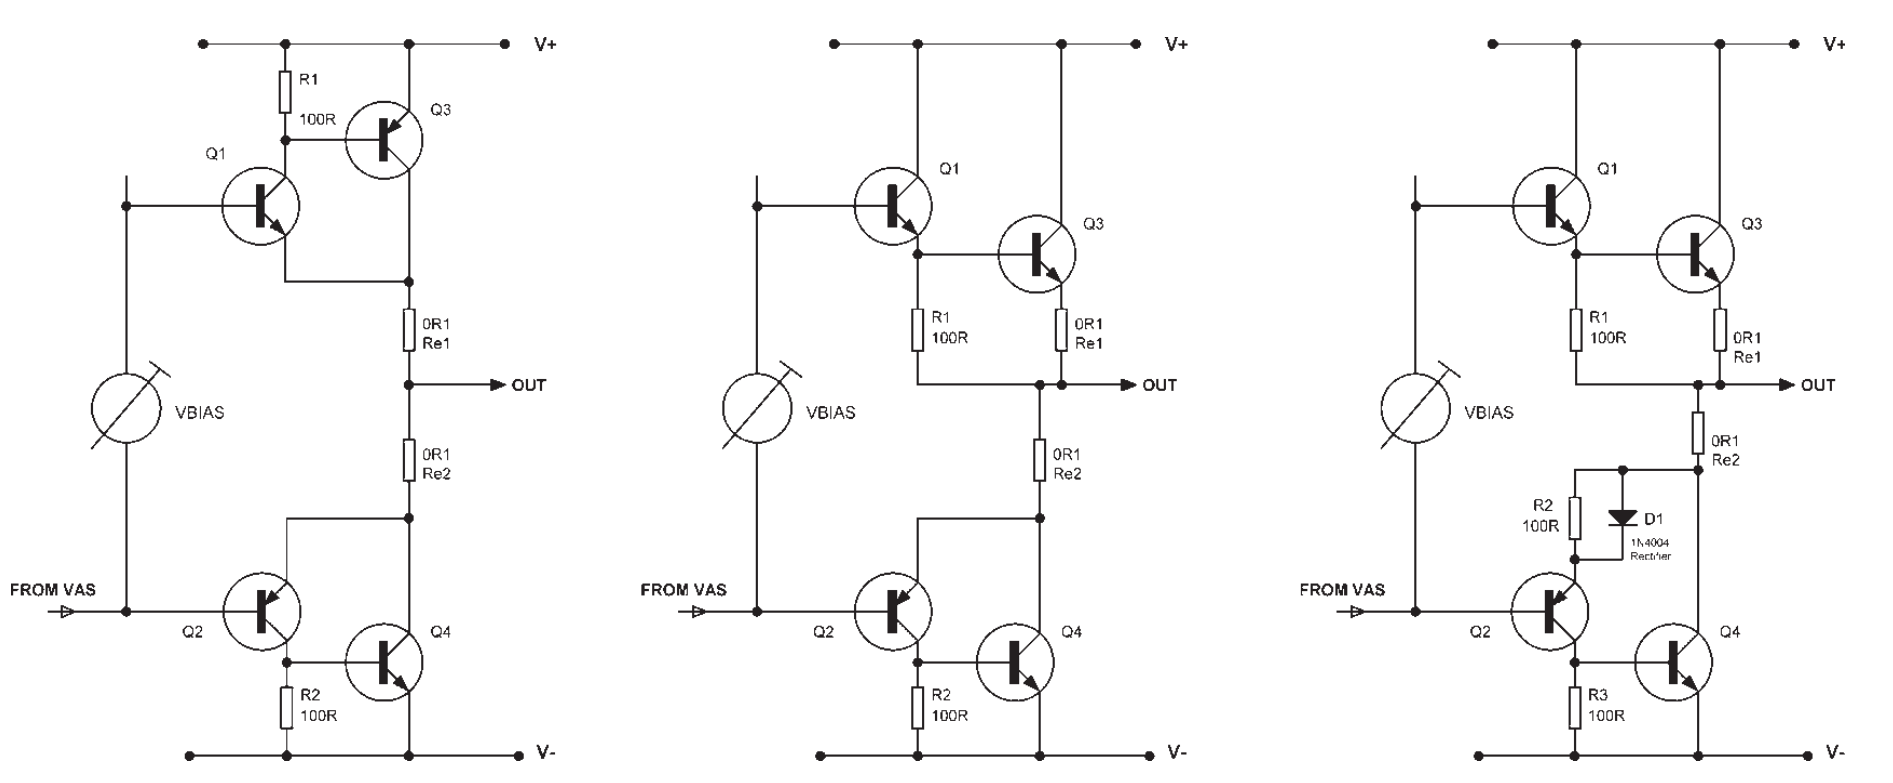 V+
R1
100R
Q3
Q1
0R1
Re1
OUT
VBIAS
0R1
Re2
FROM VAS
Q2
Q4
R2
100R
V-
V+
Q1
Q3
R1
100R
0R1
Re1
OUT
VBIAS
0R1
Re2
FROM VAS
Q2
Q4
R2
100R
V-
V+
Q1
Q3
R1
100R
0R1
Re1
OUT
VBIAS
0R1
Re2
R2
100R
D1
1N4004
Rectifier
FROM VAS
Q2
Q4
R3
100R
V-